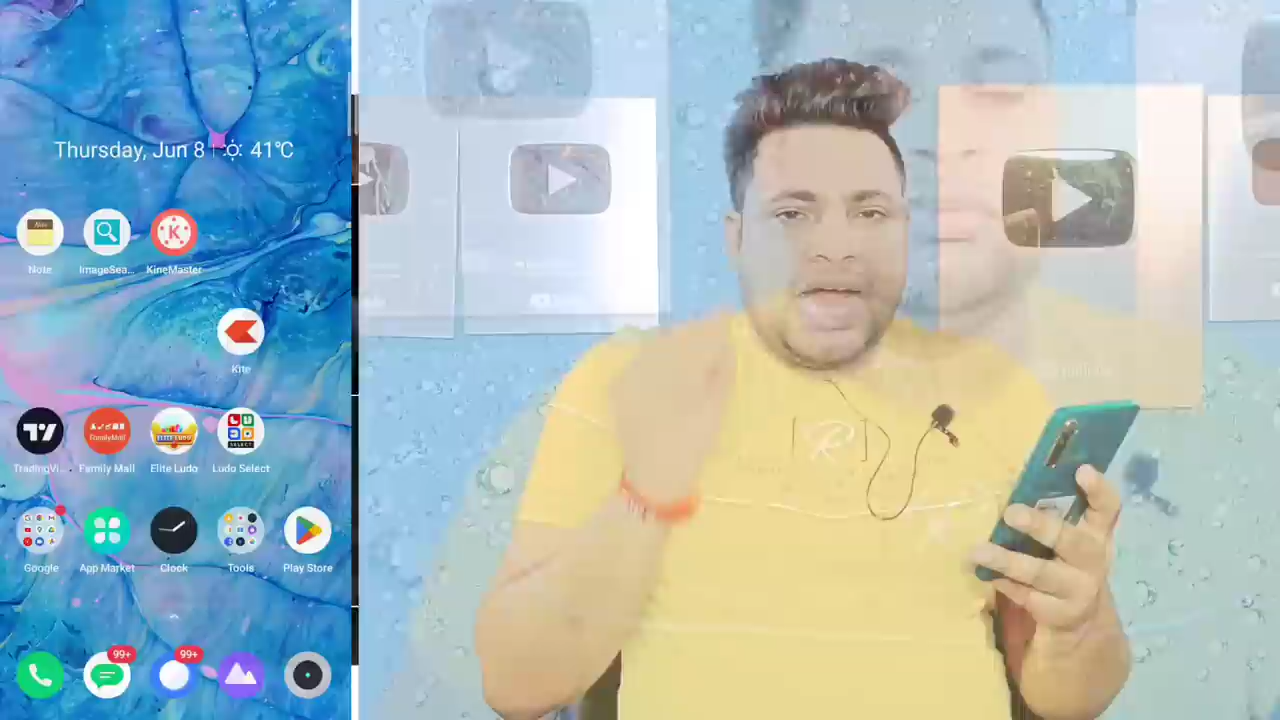 Thursday, Jun 8 41°C
Note ImageSea... KineMaster
Kite
TradingVi... Family Mall Elite Ludo Ludo Select
Google App Market Clock Tools Play Store
99+ 99+
R